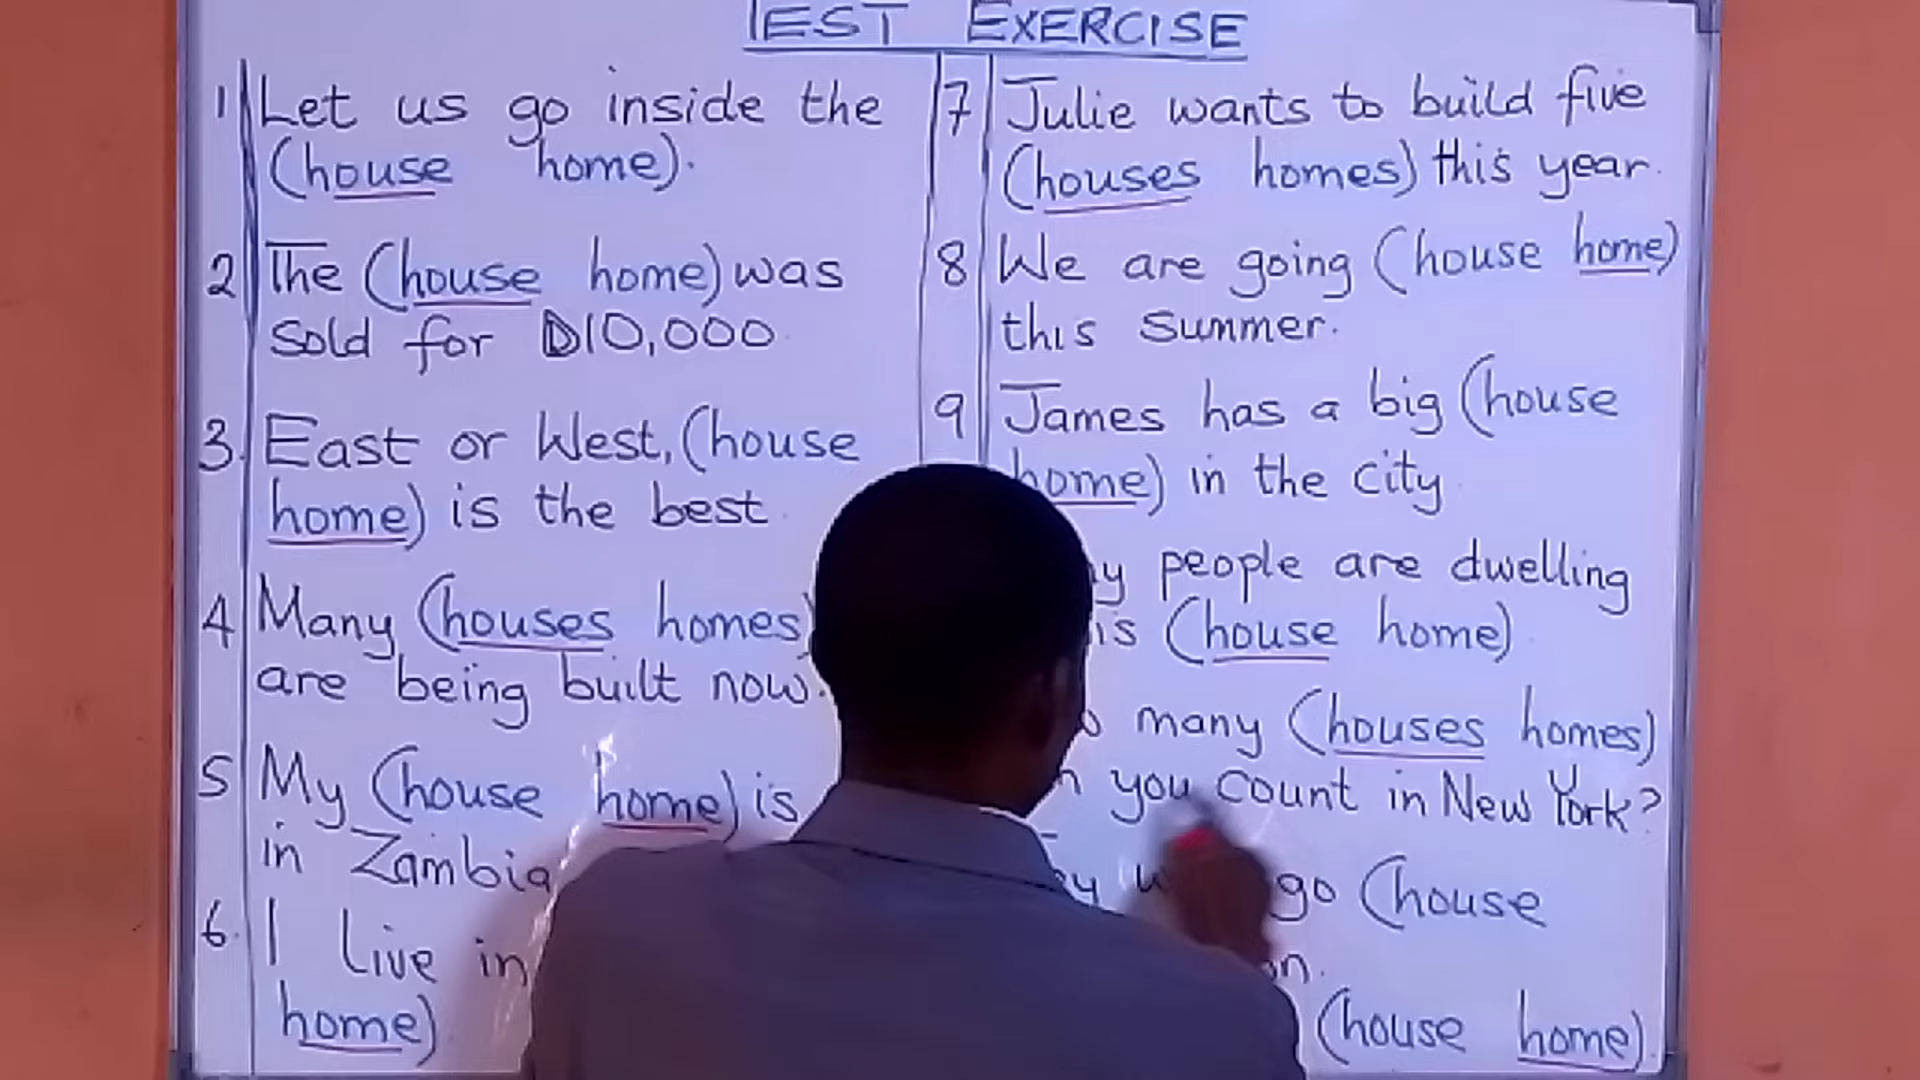 TEST EXERCISE
1 Let us go inside the
(house home).
2 The (house home) was
sold for D10,000.
3. East or West, (house
home) is the best.
4 Many (houses homes)
are being built now.
5 My (house home) is
in Zambia
6. I live in
home).
7 Julie wants to build five
(houses homes) this year.
8 We are going (house home)
this summer.
9 James has a big (house
home) in the city
people are dwelling
(house home).
many (houses homes)
you count in New York?
go (house
(house home).